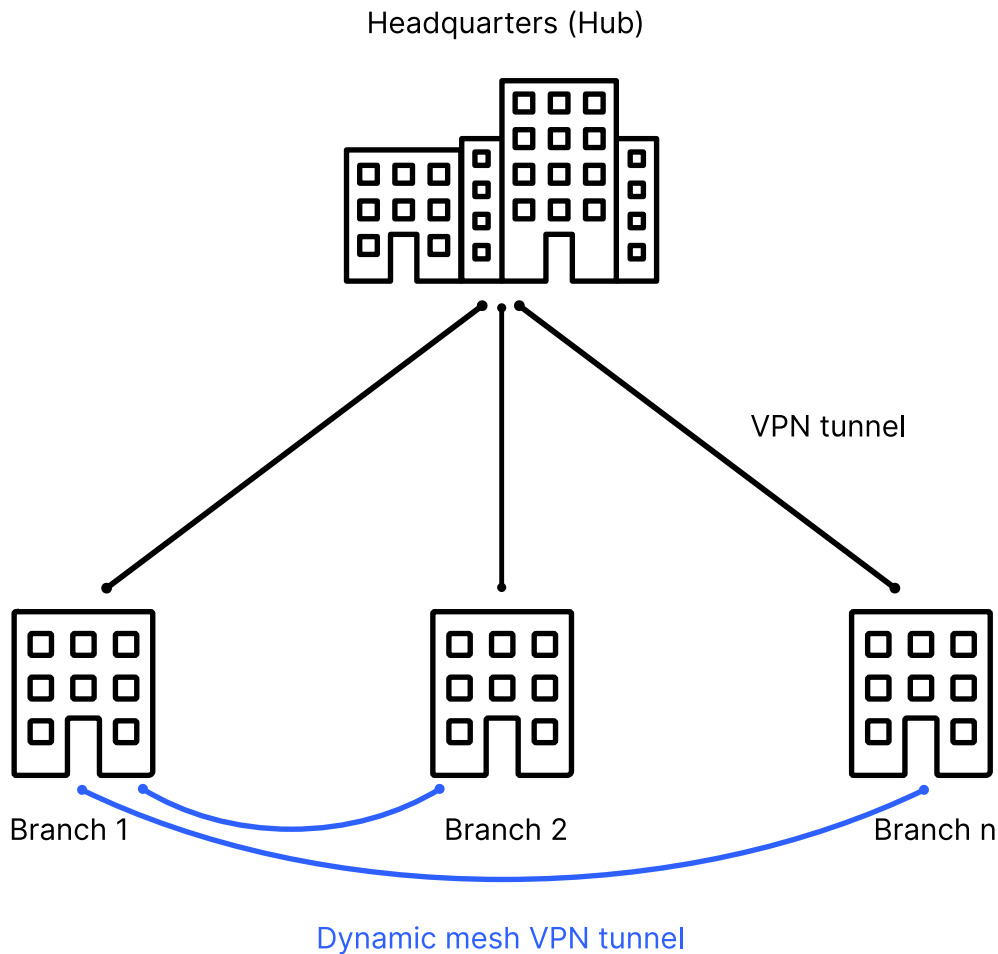 Headquarters (Hub)
VPN tunnel
Branch 1
Branch 2
Branch n
Dynamic mesh VPN tunnel